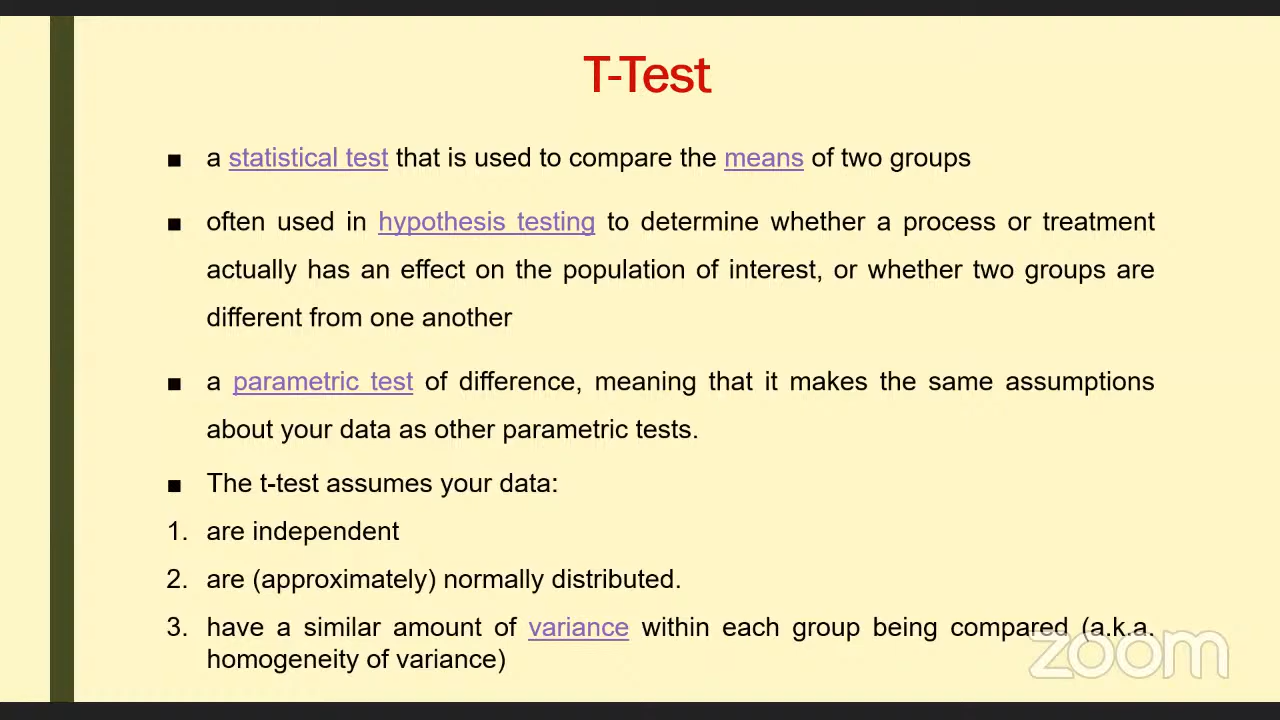 T-Test
■ a statistical test that is used to compare the means of two groups
■ often used in hypothesis testing to determine whether a process or treatment
actually has an effect on the population of interest, or whether two groups are
different from one another
■ a parametric test of difference, meaning that it makes the same assumptions
about your data as other parametric tests.
■ The t-test assumes your data:
1. are independent
2. are (approximately) normally distributed.
3. have a similar amount of variance within each group being compared (a.k.a.
homogeneity of variance)
zoom